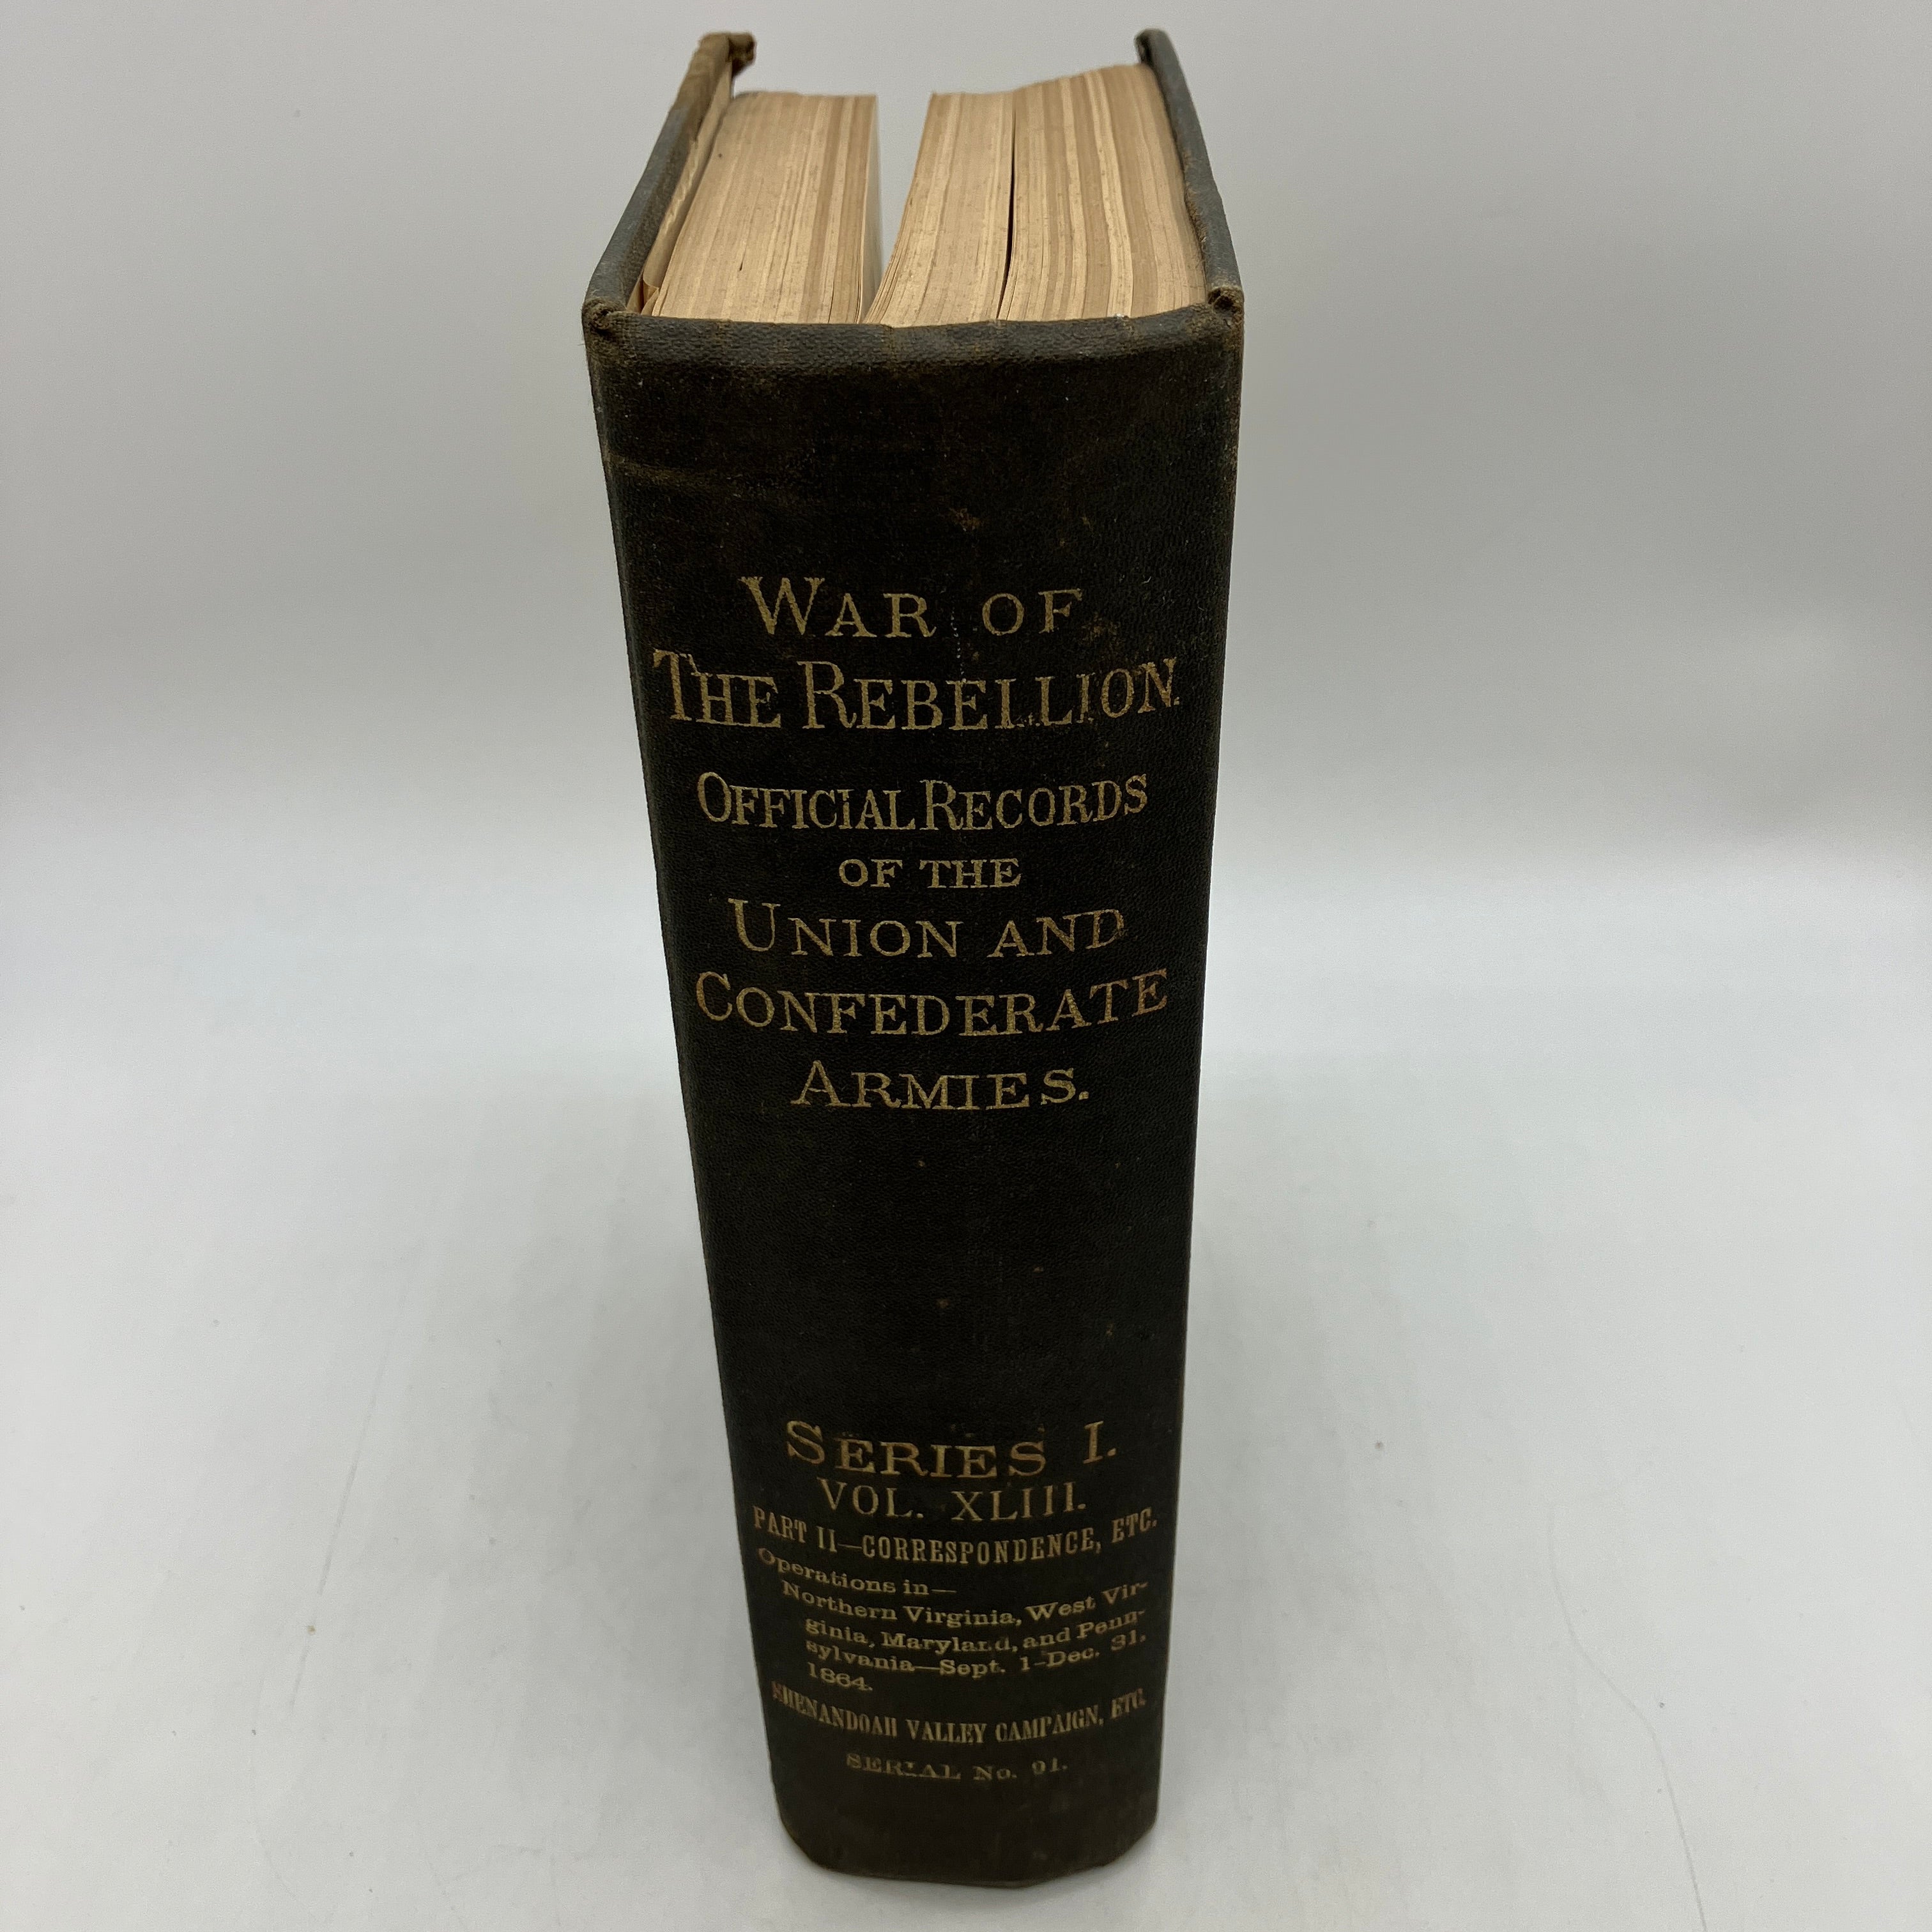 WAR OF
THE REBELLION.
OFFICIAL RECORDS
OF THE
UNION AND
CONFEDERATE
ARMIES.
SERIES I.
VOL. XLIII.
PART II—CORRESPONDENCE, ETC.
Operations in—
Northern Virginia, West Vir-
ginia, Maryland, and Penn-
sylvania—Sept. 1-Dec. 31,
1864.
SHENANDOAH VALLEY CAMPAIGN, ETC.
SERIAL No. 91.